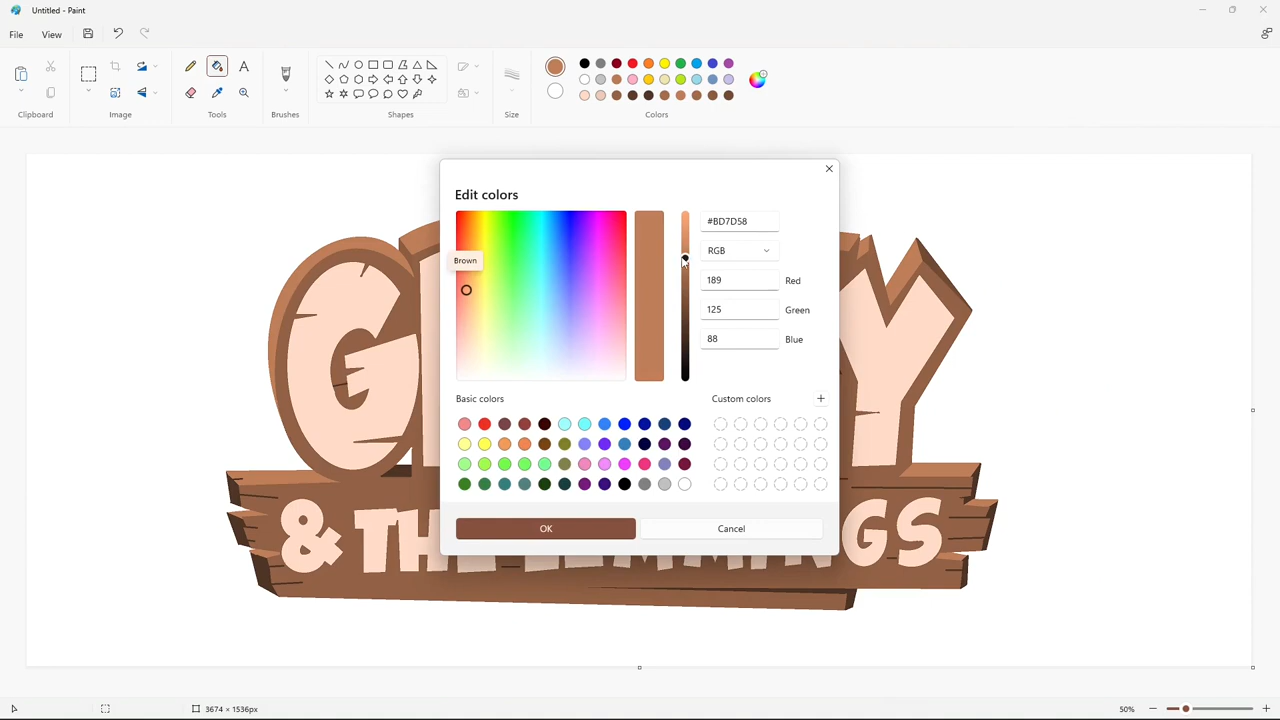 Untitled - Paint
File View
Clipboard Image Tools Brushes Shapes Size Colors
Edit colors
#BD7D58
RGB
Brown
189 Red
125 Green
88 Blue
Basic colors Custom colors
OK Cancel
G Y
& TH GS
3674 × 1536px 50%